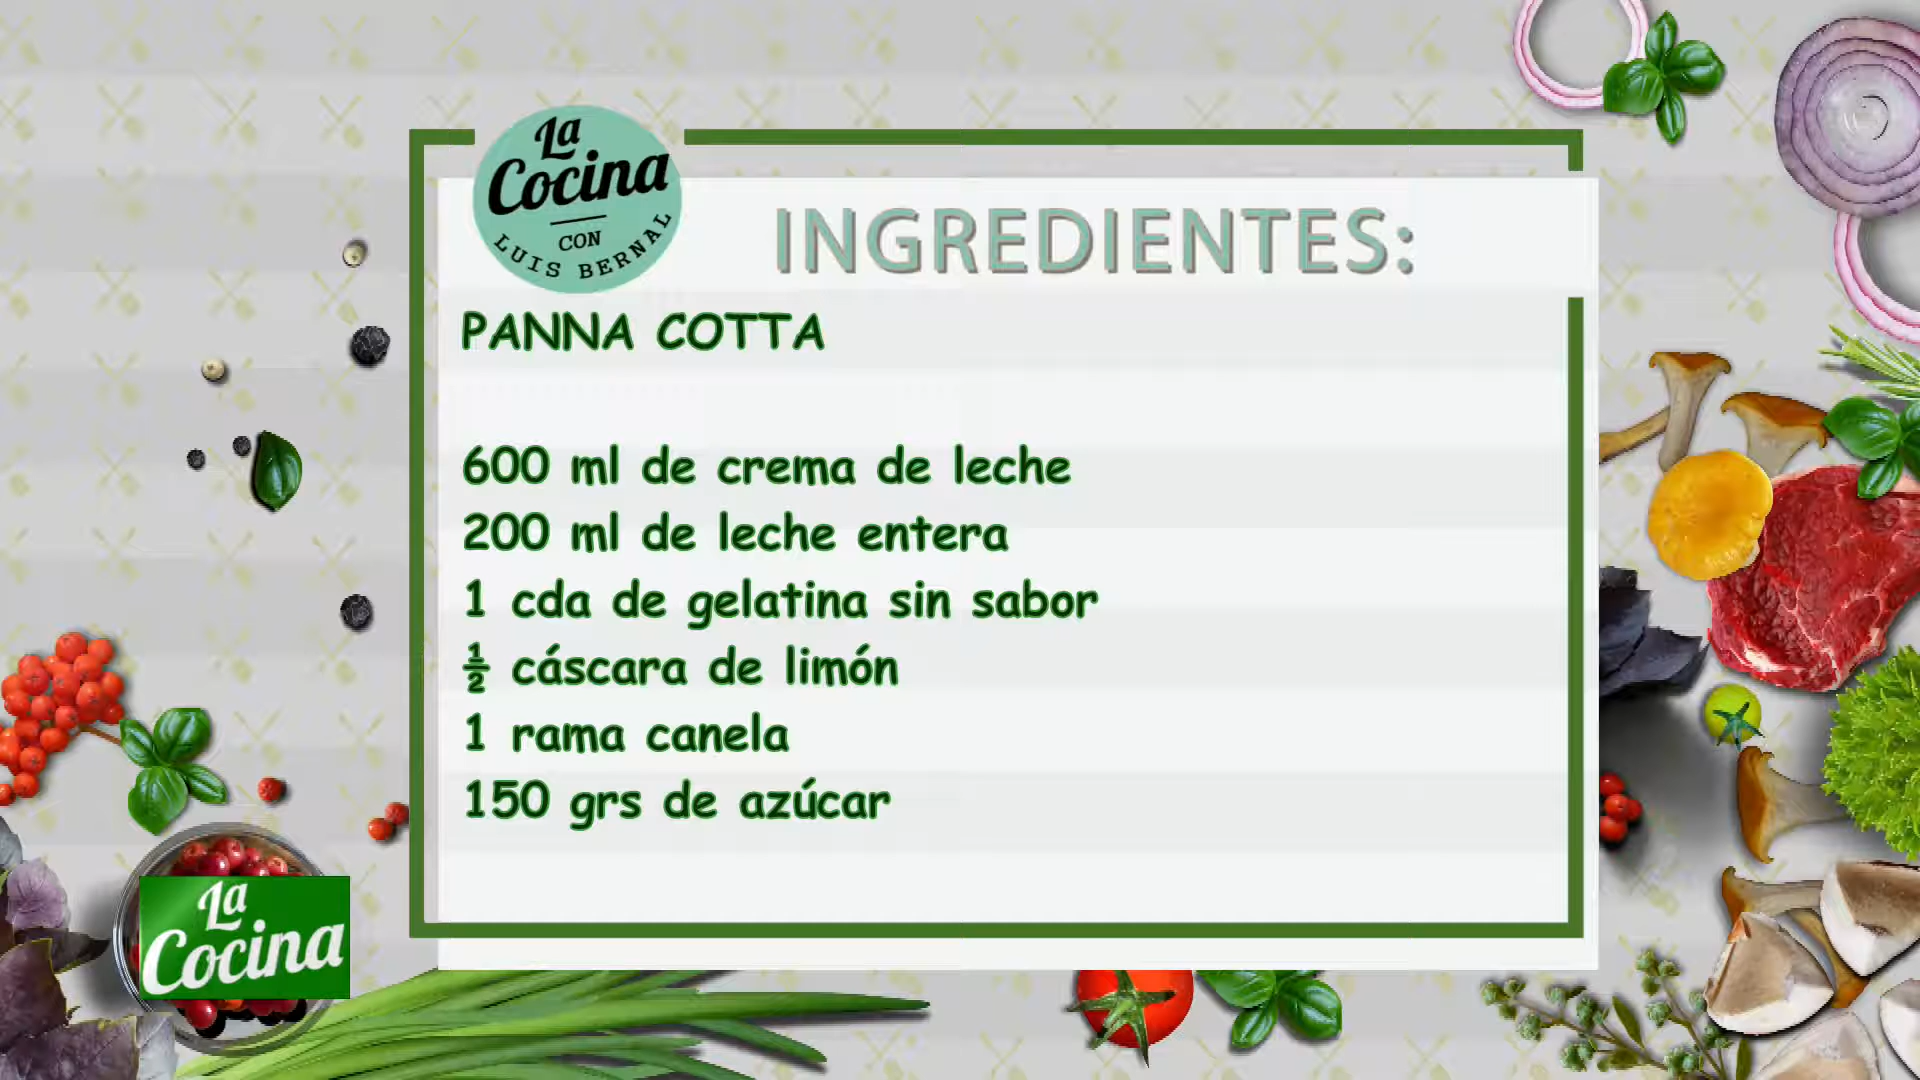 La
Cocina
CON
LUIS BERNAL
INGREDIENTES:
PANNA COTTA
600 ml de crema de leche
200 ml de leche entera
1 cda de gelatina sin sabor
½ cáscara de limón
1 rama canela
150 grs de azúcar
La
Cocina